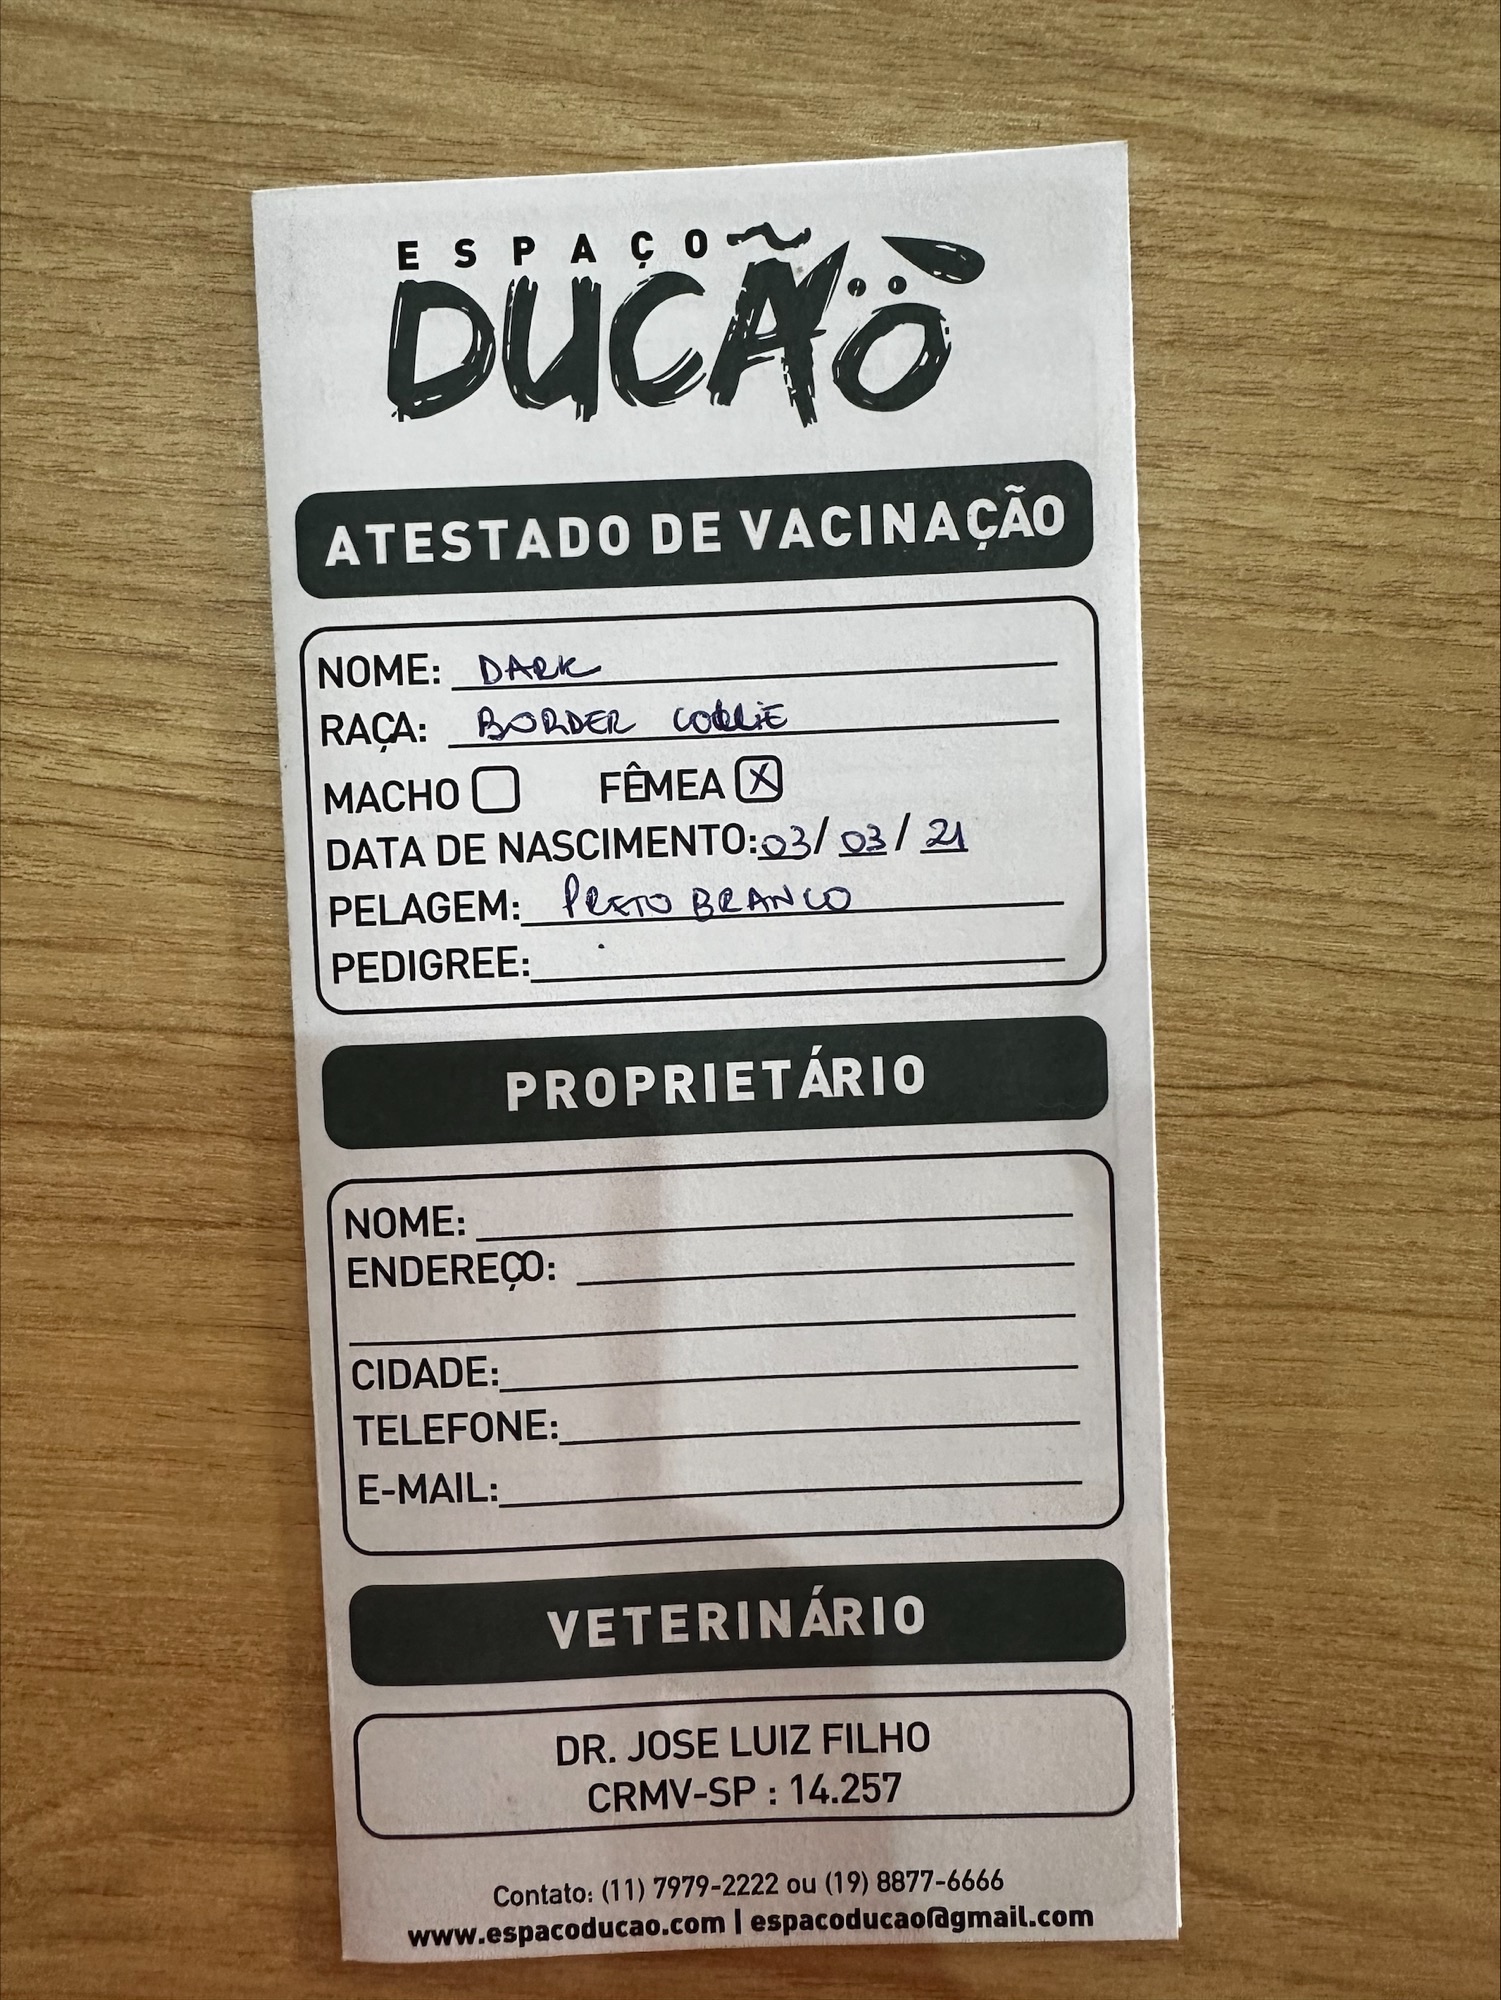 ESPAÇO
DUCÃO
ATESTADO DE VACINAÇÃO
NOME: DARK
RAÇA: BORDER COLLIE
MACHO FÊMEA X
DATA DE NASCIMENTO: 03/03/21
PELAGEM: PRETO BRANCO
PEDIGREE:
PROPRIETÁRIO
NOME:
ENDEREÇO:
CIDADE:
TELEFONE:
E-MAIL:
VETERINÁRIO
DR. JOSE LUIZ FILHO
CRMV-SP : 14.257
Contato: (11) 7979-2222 ou (19) 8877-6666
www.espacoducao.com | espacoducao@gmail.com